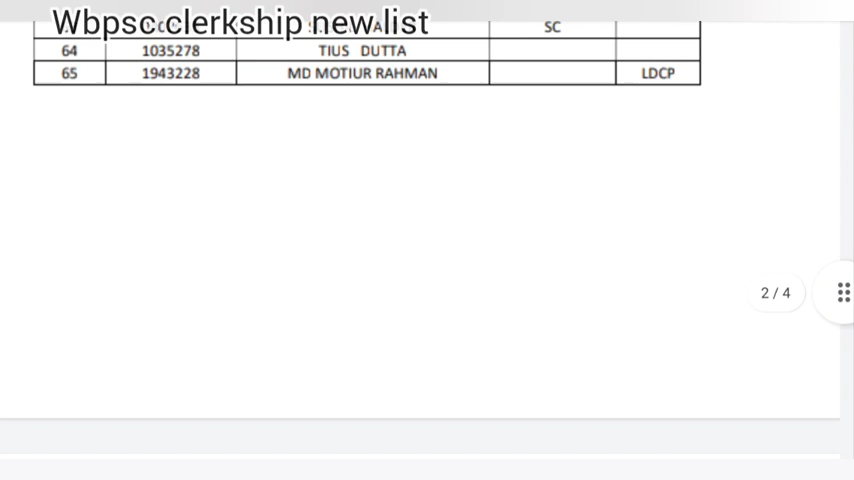 Wbpsc clerkship new list
SC
64 1035278 TIUS DUTTA
65 1943228 MD MOTIUR RAHMAN LDCP
2 / 4